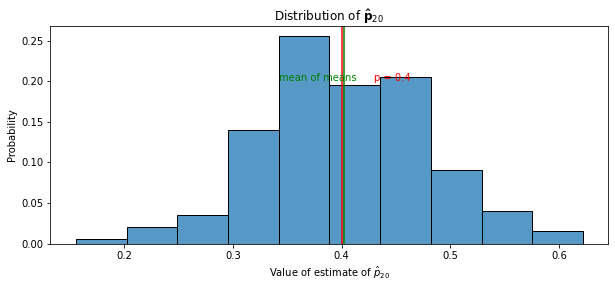 Distribution of p̂₂₀
0.25
0.20
0.15
0.10
0.05
0.00
Probability
mean of means
p = 0.4
0.2 0.3 0.4 0.5 0.6
Value of estimate of p̂₂₀